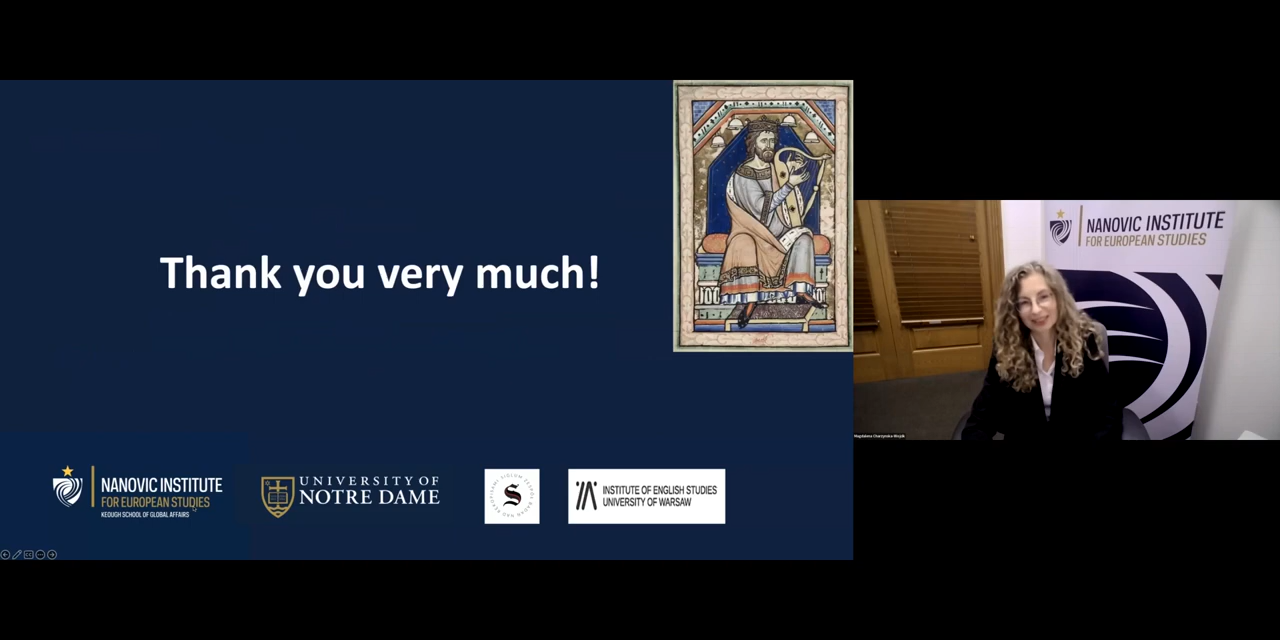 Thank you very much!
NANOVIC INSTITUTE
FOR EUROPEAN STUDIES
KEOUGH SCHOOL OF GLOBAL AFFAIRS
UNIVERSITY OF
NOTRE DAME
S
INSTITUTE OF ENGLISH STUDIES
UNIVERSITY OF WARSAW
NANOVIC INSTITUTE
FOR EUROPEAN STUDIES